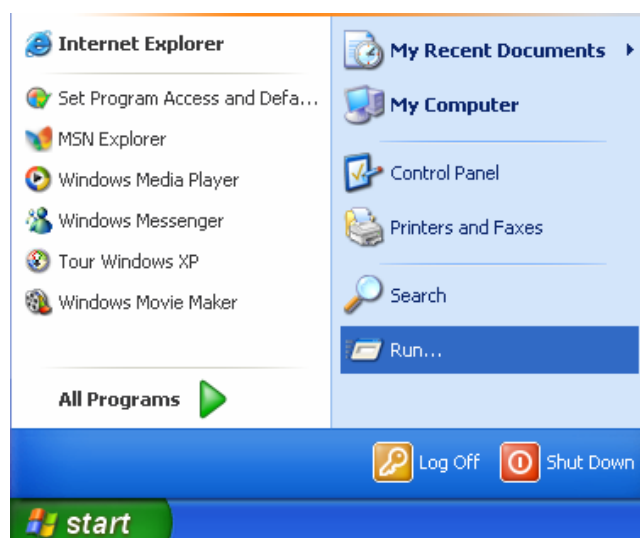 Internet Explorer
Set Program Access and Defa...
MSN Explorer
Windows Media Player
Windows Messenger
Tour Windows XP
Windows Movie Maker
All Programs
My Recent Documents
My Computer
Control Panel
Printers and Faxes
Search
Run...
Log Off
Shut Down
start